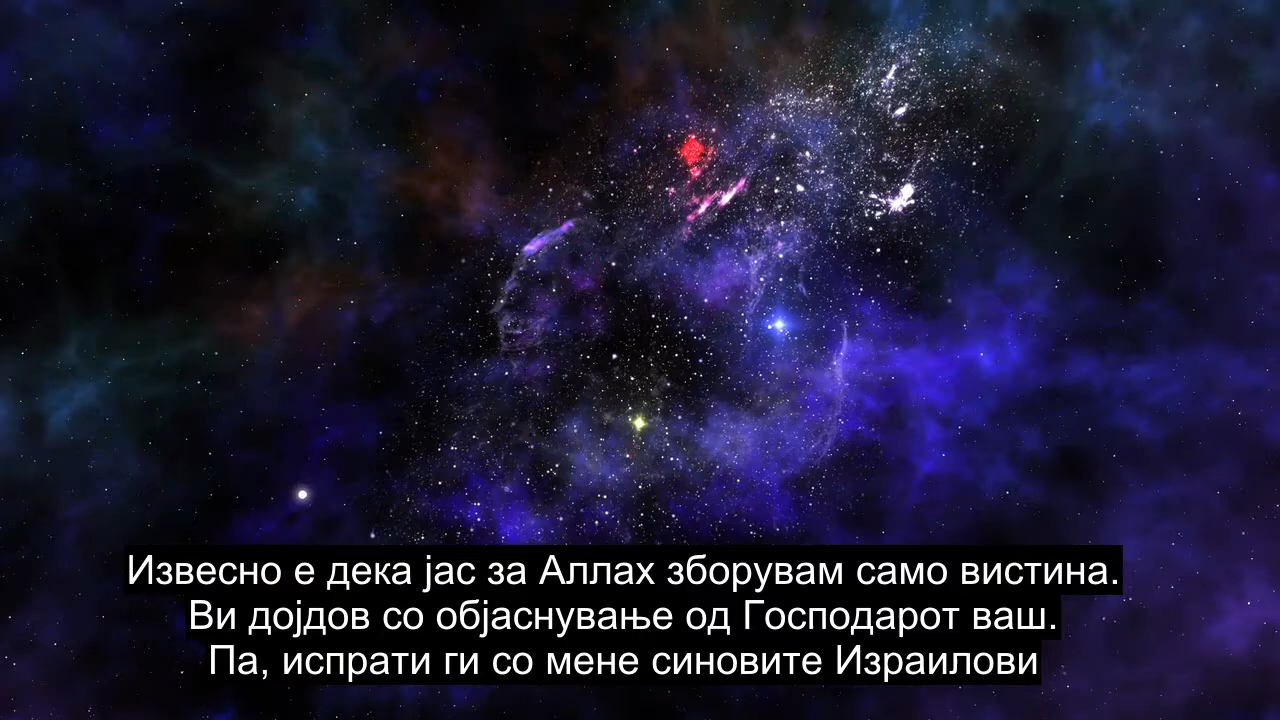 Извесно е дека јас за Аллах зборувам само вистина.
Ви дојдов со објаснување од Господарот ваш.
Па, испрати ги со мене синовите Израилови